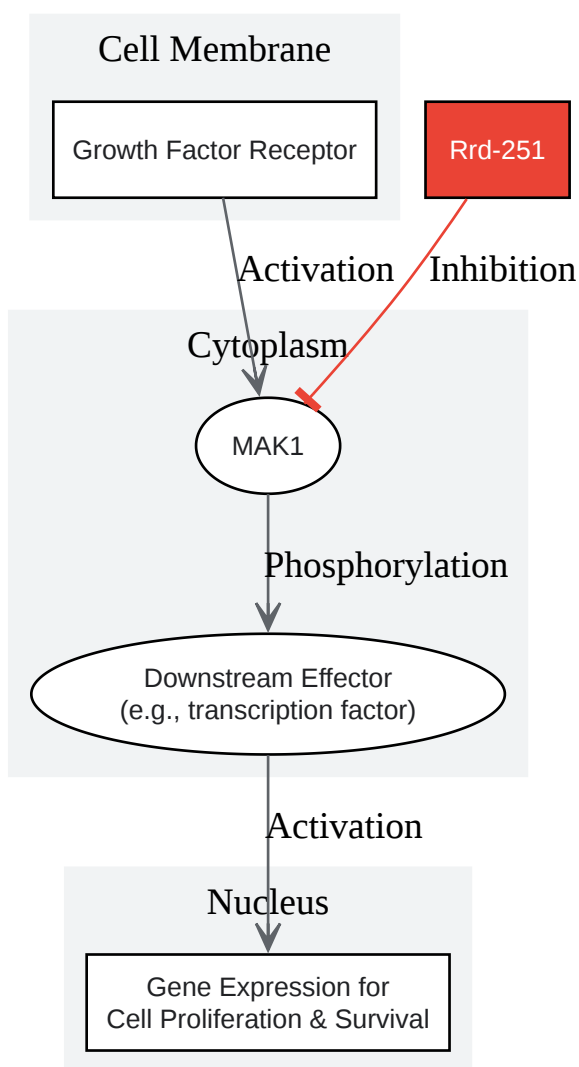 Cell Membrane
Growth Factor Receptor
Rrd-251
Activation
Inhibition
Cytoplasm
MAK1
Phosphorylation
Downstream Effector
(e.g., transcription factor)
Activation
Nucleus
Gene Expression for
Cell Proliferation & Survival